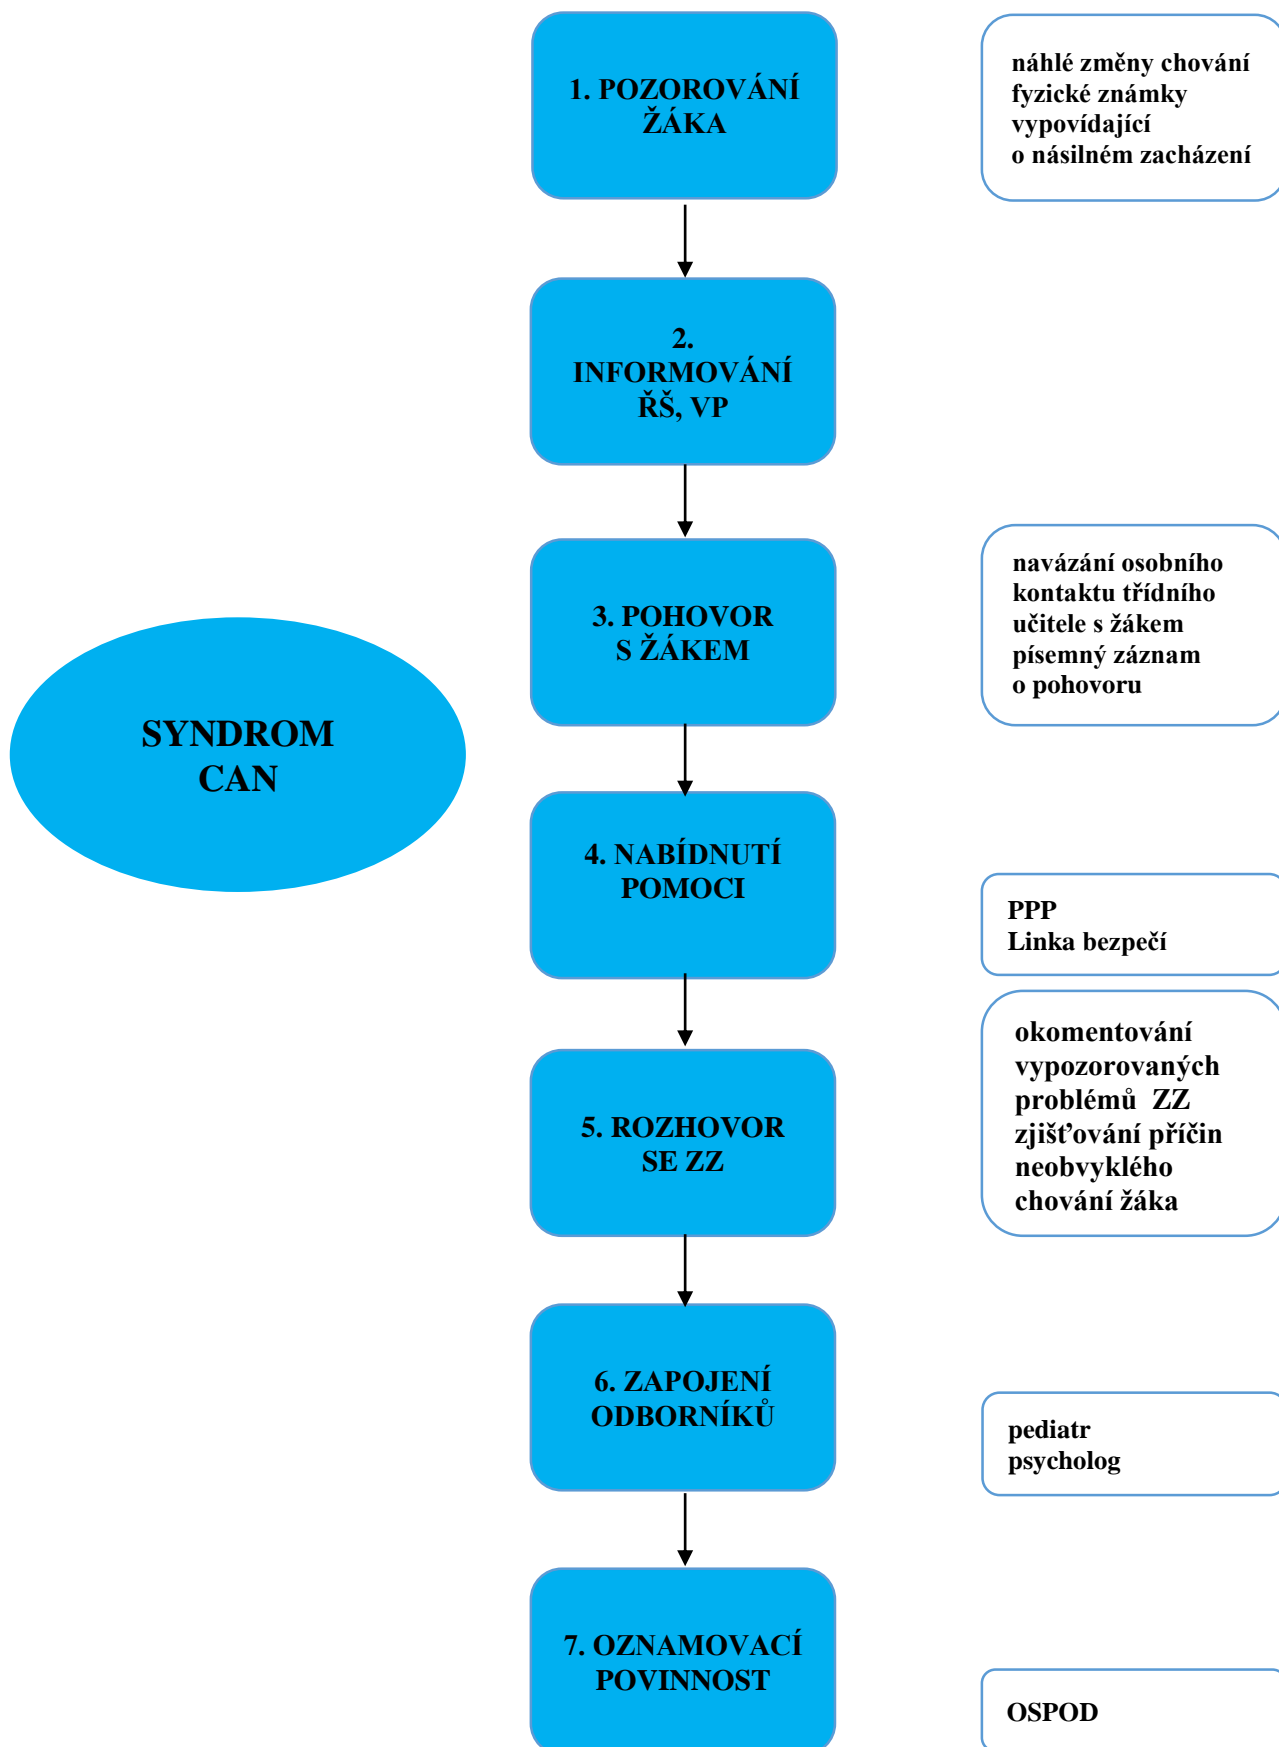 1. POZOROVÁNÍ
ŽÁKA
náhlé změny chování
fyzické známky
vypovídající
o násilném zacházení
2.
INFORMOVÁNÍ
ŘŠ, VP
3. POHOVOR
S ŽÁKEM
navázání osobního
kontaktu třídního
učitele s žákem
písemný záznam
o pohovoru
SYNDROM
CAN
4. NABÍDNUTÍ
POMOCI
PPP
Linka bezpečí
5. ROZHOVOR
SE ZZ
okomentování
vypozorovaných
problémů  ZZ
zjišťování příčin
neobvyklého
chování žáka
6. ZAPOJENÍ
ODBORNÍKŮ
pediatr
psycholog
7. OZNAMOVACÍ
POVINNOST
OSPOD